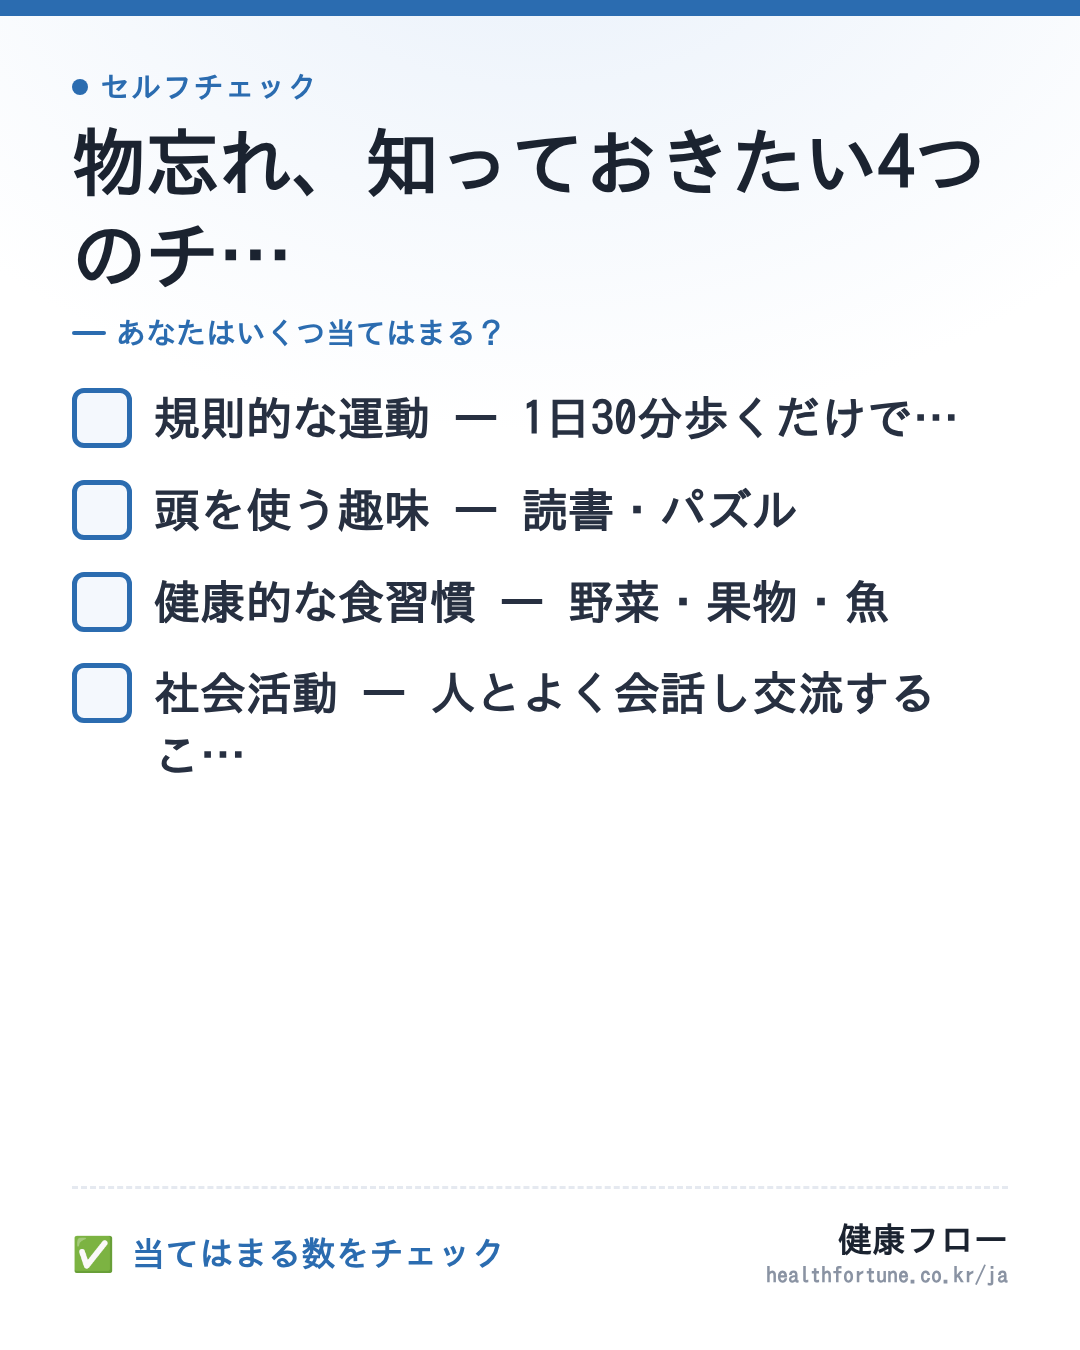 セルフチェック
物忘れ、知っておきたい4つ
のチ…
― あなたはいくつ当てはまる？
規則的な運動 ― 1日30分歩くだけで…
頭を使う趣味 ― 読書・パズル
健康的な食習慣 ― 野菜・果物・魚
社会活動 ― 人とよく会話し交流する
こ…
✅ 当てはまる数をチェック
健康フロー
healthfortune.co.kr/ja